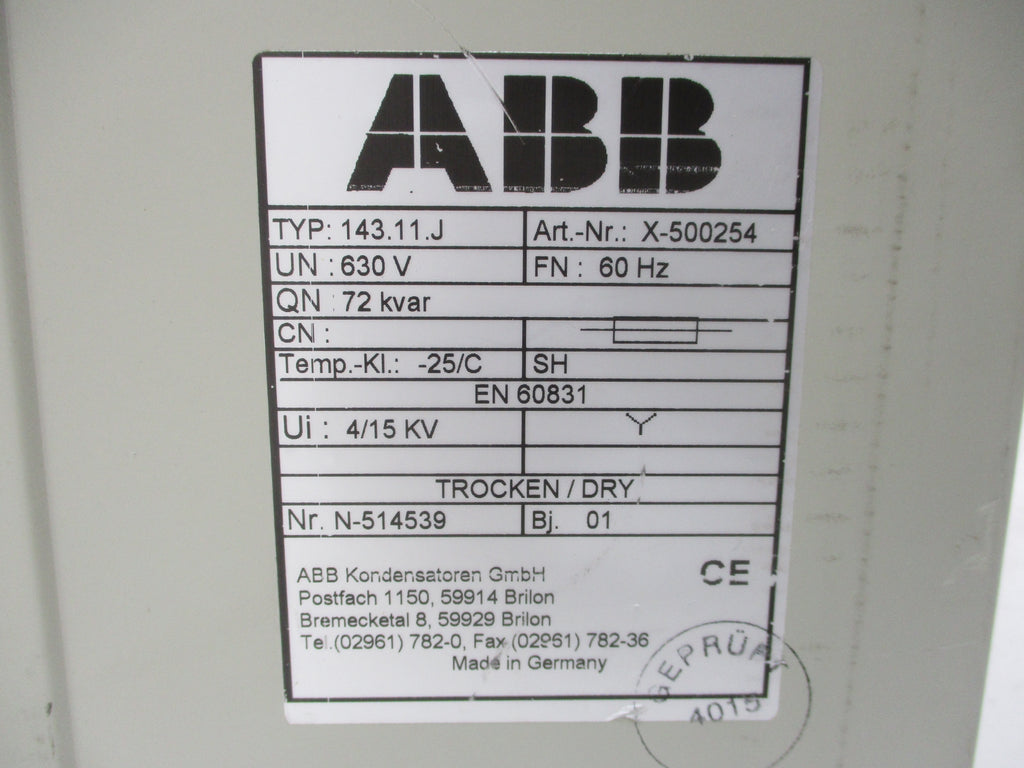 ABB
TYP: 143.11.J Art.-Nr.: X-500254
UN : 630 V FN : 60 Hz
QN : 72 kvar
CN :
Temp.-Kl.: -25/C SH
EN 60831
Ui : 4/15 KV
TROCKEN / DRY
Nr. N-514539 Bj. 01
ABB Kondensatoren GmbH
CE
Postfach 1150, 59914 Brilon
Bremecketal 8, 59929 Brilon
Tel.(02961) 782-0, Fax (02961) 782-36
Made in Germany
GEPRÜFT
4015